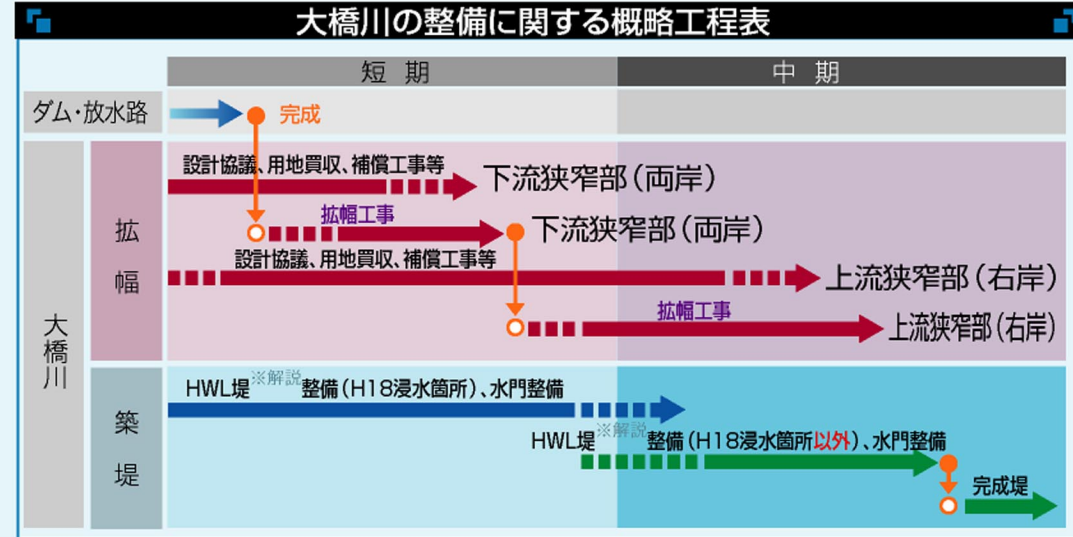 大橋川の整備に関する概略工程表
短期
中期
ダム・放水路
完成
大橋川
拡幅
設計協議、用地買収、補償工事等
下流狭窄部(両岸)
拡幅工事
下流狭窄部(両岸)
設計協議、用地買収、補償工事等
上流狭窄部(右岸)
拡幅工事
上流狭窄部(右岸)
築堤
HWL堤※解説整備(H18浸水箇所)、水門整備
HWL堤※解説整備(H18浸水箇所以外)、水門整備
完成堤